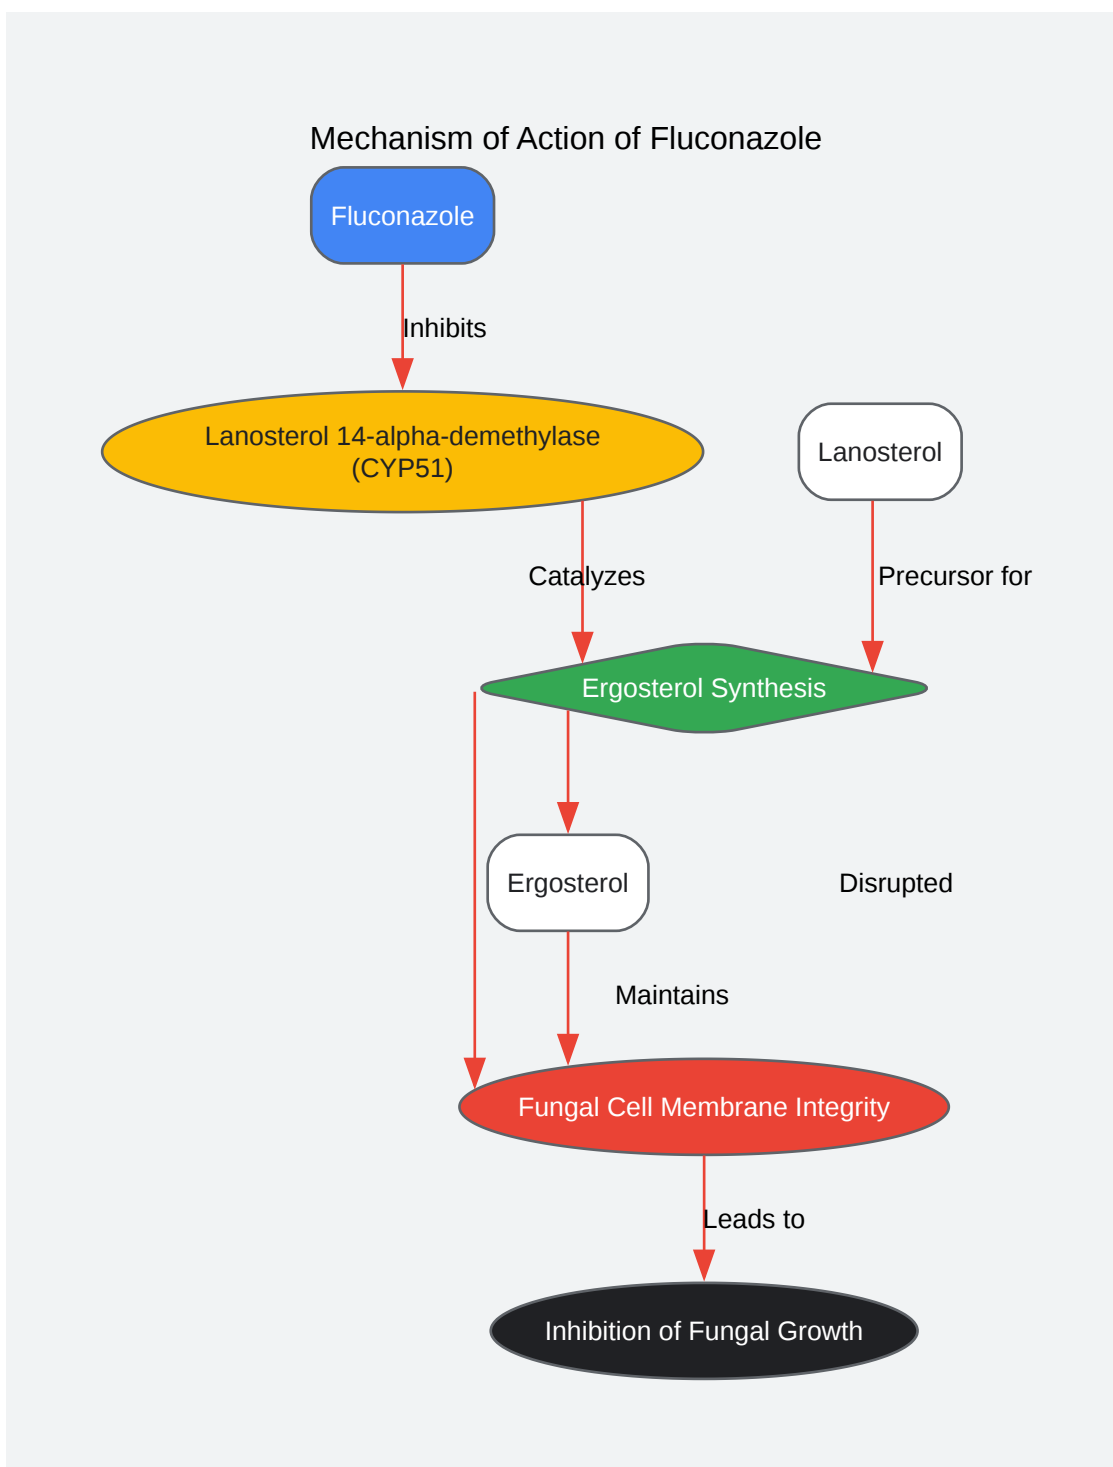 Mechanism of Action of Fluconazole
Fluconazole
Inhibits
Lanosterol 14-alpha-demethylase
(CYP51)
Lanosterol
Catalyzes
Precursor for
Ergosterol Synthesis
Ergosterol
Disrupted
Maintains
Fungal Cell Membrane Integrity
Leads to
Inhibition of Fungal Growth